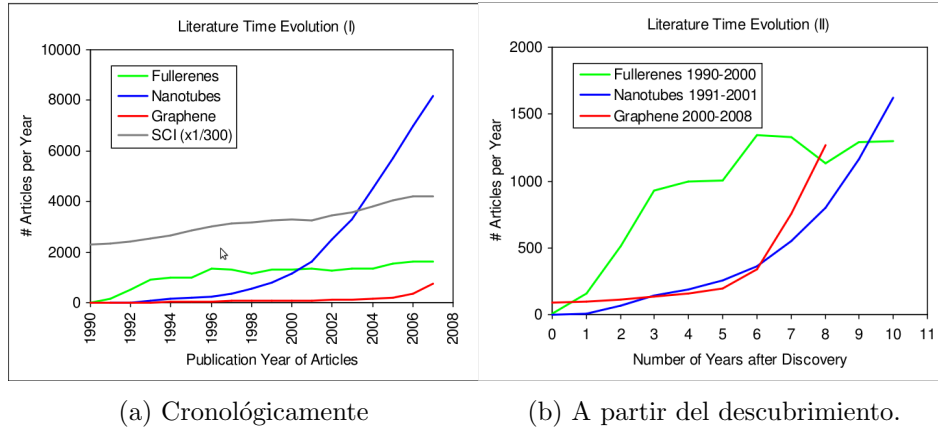 Literature Time Evolution (I)
# Articles per Year
10000
8000
6000
4000
2000
0
Fullerenes
Nanotubes
Graphene
SCI (x1/300)
1990
1992
1994
1996
1998
2000
2002
2004
2006
2008
Publication Year of Articles
(a) Cronológicamente
Literature Time Evolution (II)
# Articles per Year
2000
1500
1000
500
0
Fullerenes 1990-2000
Nanotubes 1991-2001
Graphene 2000-2008
0 1 2 3 4 5 6 7 8 9 10 11
Number of Years after Discovery
(b) A partir del descubrimiento.